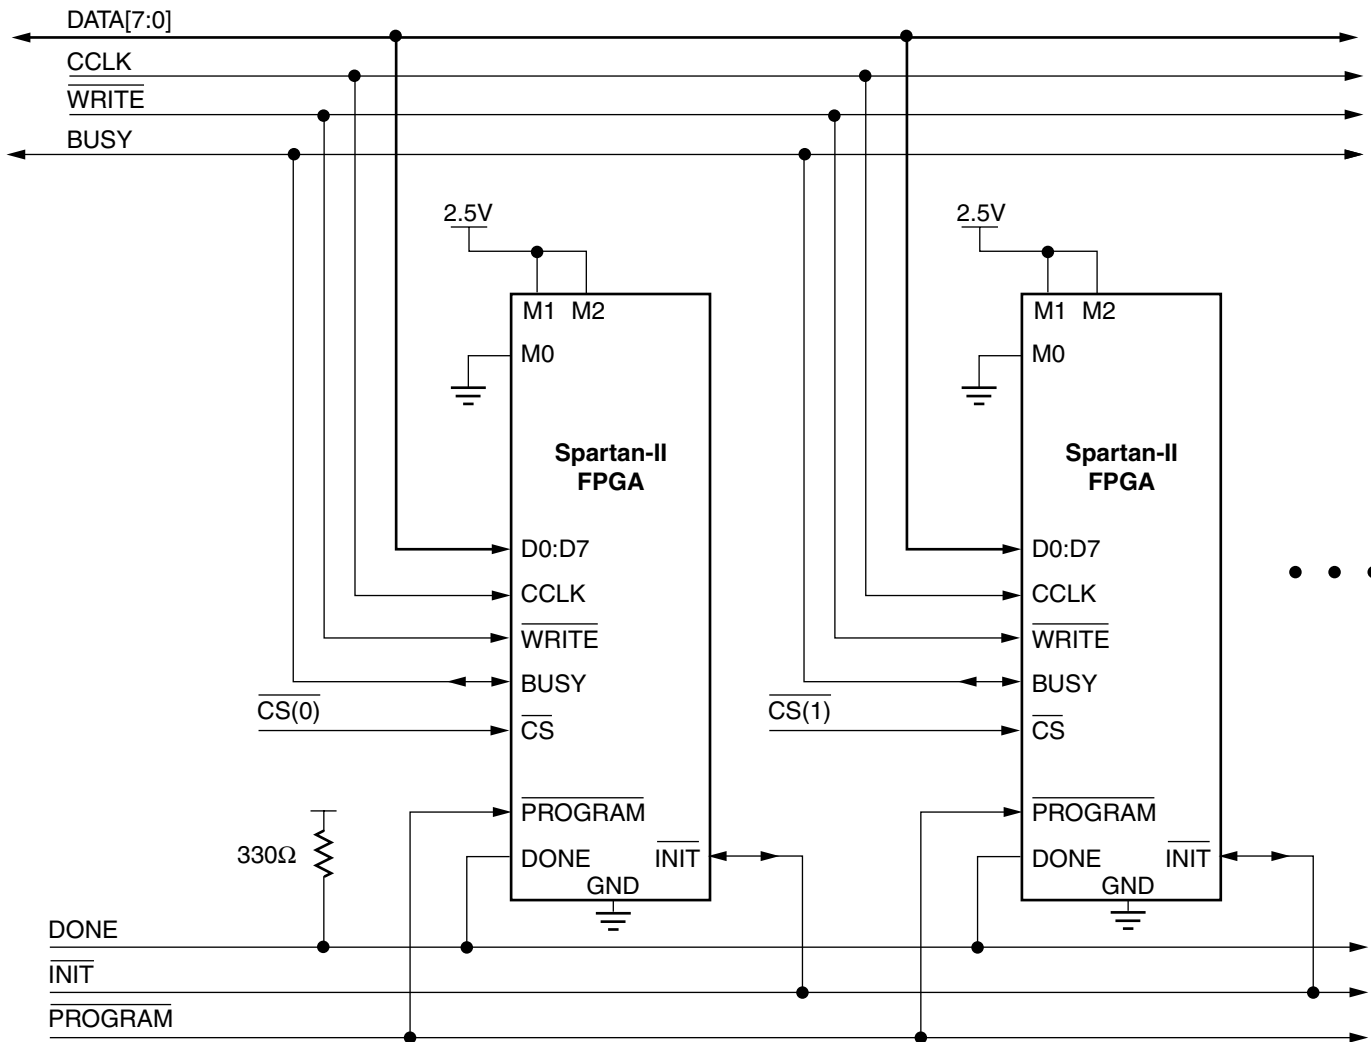 DATA[7:0]
CCLK
WRITE
BUSY
2.5V
2.5V
M1 M2
M1 M2
M0
M0
Spartan-II
FPGA
Spartan-II
FPGA
D0:D7
D0:D7
CCLK
CCLK
WRITE
WRITE
BUSY
BUSY
CS(0)
CS(1)
CS
CS
PROGRAM
PROGRAM
330Ω
DONE INIT
DONE INIT
GND
GND
DONE
INIT
PROGRAM